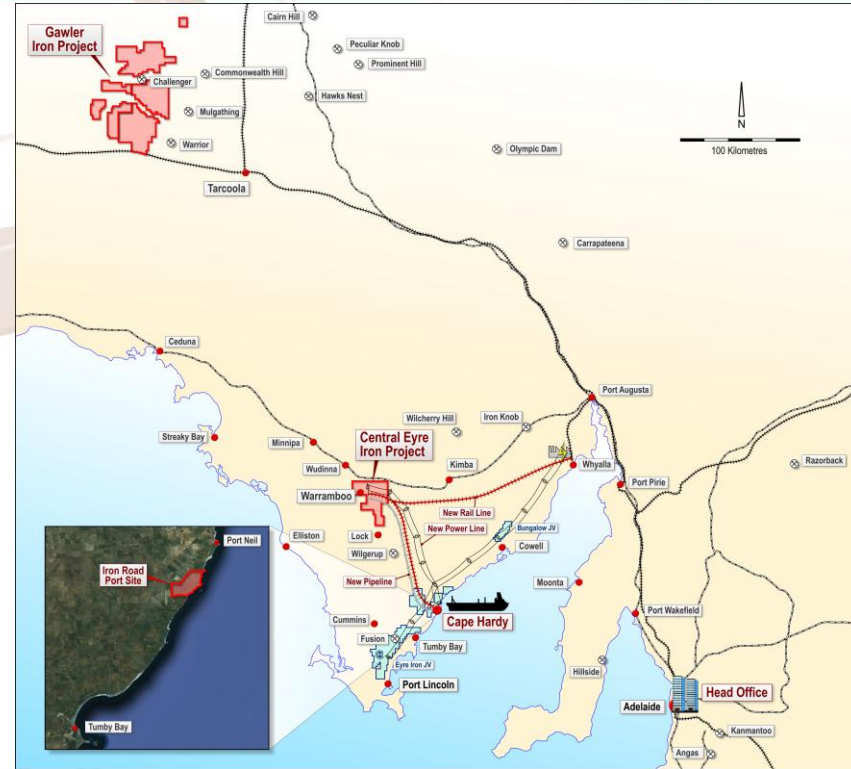 Cairn Hill
Gawler
Iron Project
Peculiar Knob
Prominent Hill
Commonwealth Hill
Challenger
Hawks Nest
Mulgathing
Warrior
N
100 Kilometres
Olympic Dam
Tarcoola
Carrapateena
Ceduna
Port Augusta
Wilcherry Hill
Iron Knob
Streaky Bay
Minnipa
Central Eyre
Iron Project
Wudinna
Kimba
Whyalla
Razorback
Port Pirie
Warramboo
New Rail Line
New Power Line
Bungalow JV
Lock
Elliston
Wilgerup
Cowell
Port Neil
Iron Road
Port Site
New Pipeline
Moonta
Cape Hardy
Port Wakefield
Cummins
Fusion
Tumby Bay
Eyre Iron JV
Hillside
Port Lincoln
Head Office
Adelaide
Tumby Bay
Kanmantoo
Angas